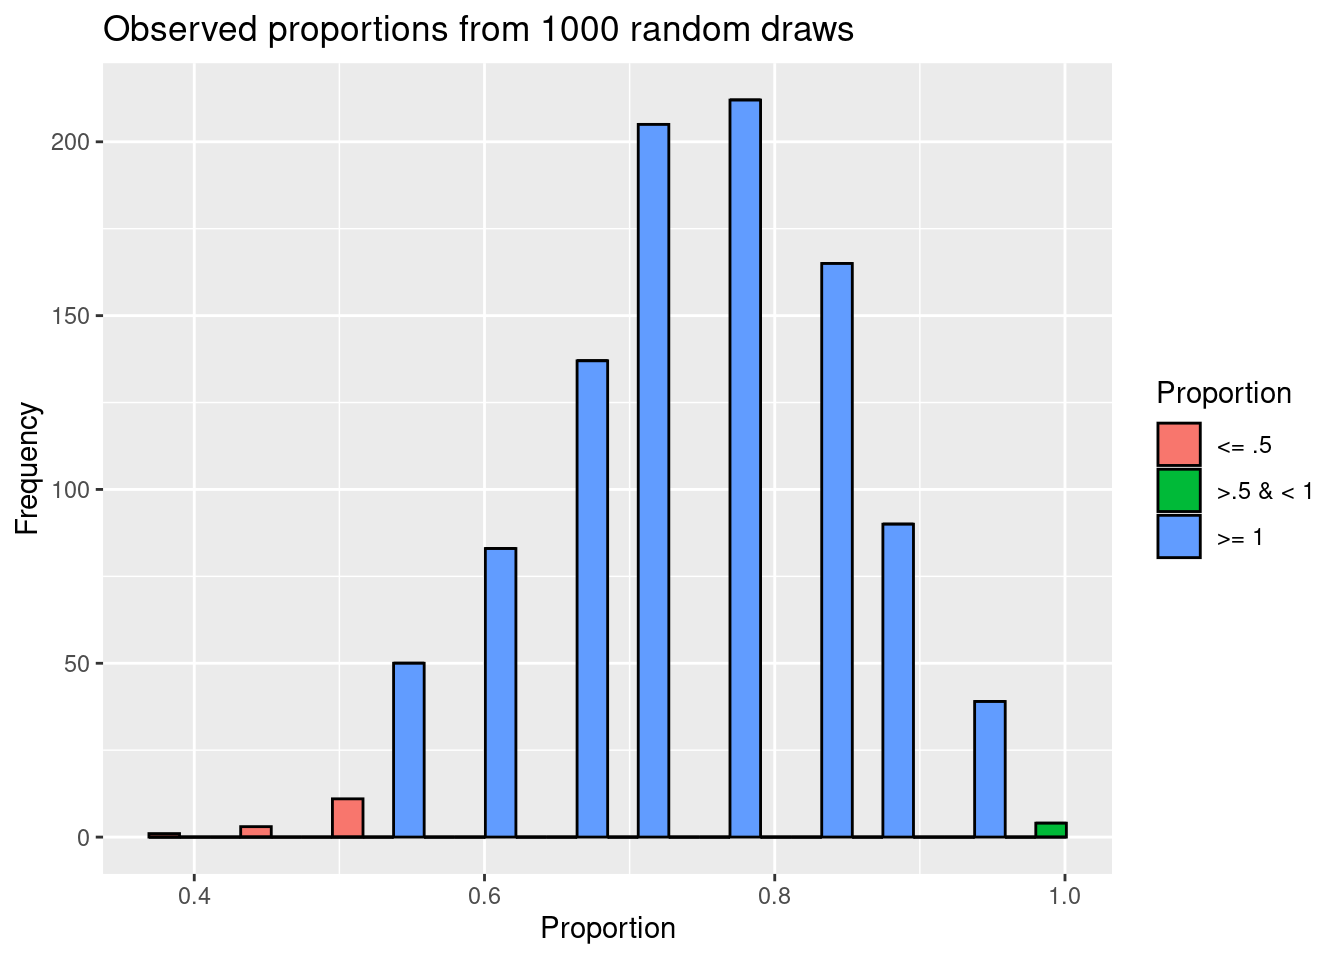 Observed proportions from 1000 random draws
200
150
100
50
0
Frequency
0.4 0.6 0.8 1.0
Proportion
Proportion
<= .5
>.5 & < 1
>= 1